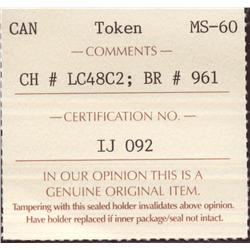 CAN Token MS-60
COMMENTS
CH # LC48C2; BR # 961
CERTIFICATION NO.
IJ 092
IN OUR OPINION THIS IS A
GENUINE ORIGINAL ITEM.
Tampering with this sealed holder invalidates above opinion.
Have holder replaced if inner package/seal not intact.